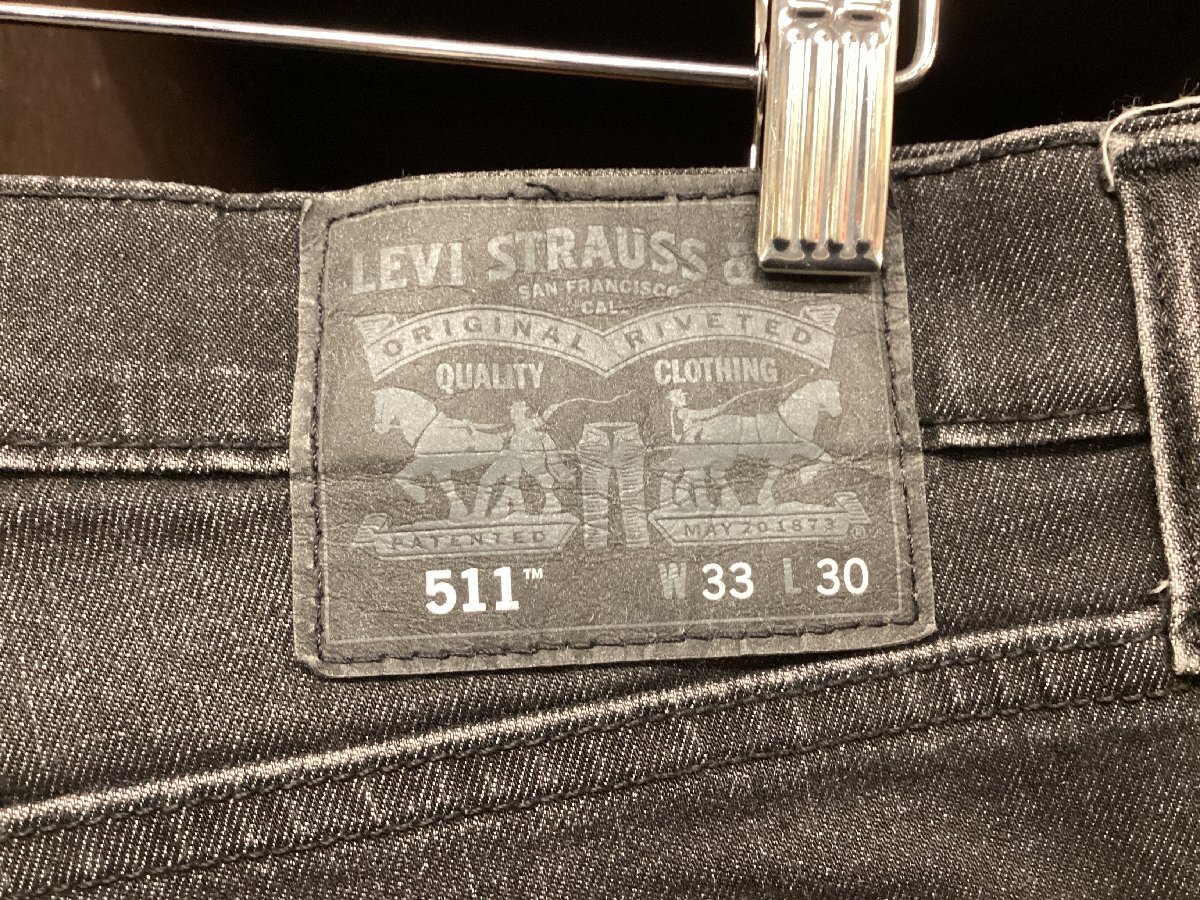 LEVI STRAUSS &
SAN FRANCISCO
CAL
ORIGINAL RIVETED
QUALITY CLOTHING
PATENTED MAY 20 1873 ®
511™ W 33 L 30